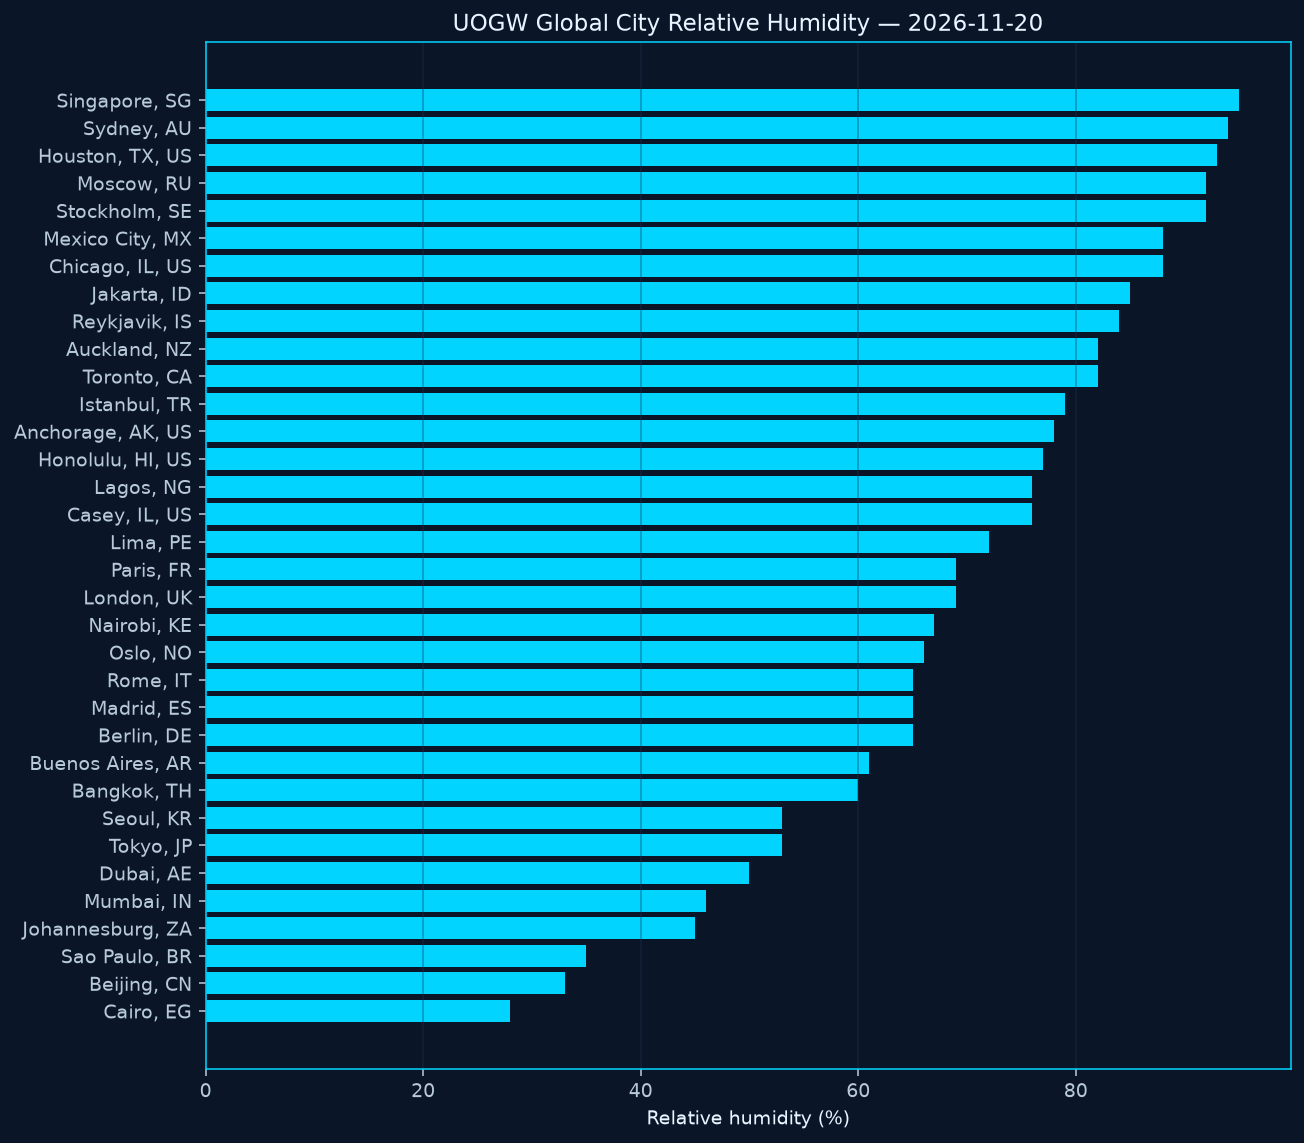 UOGW Global City Relative Humidity — 2026-11-20
Singapore, SG
Sydney, AU
Houston, TX, US
Moscow, RU
Stockholm, SE
Mexico City, MX
Chicago, IL, US
Jakarta, ID
Reykjavik, IS
Auckland, NZ
Toronto, CA
Istanbul, TR
Anchorage, AK, US
Honolulu, HI, US
Lagos, NG
Casey, IL, US
Lima, PE
Paris, FR
London, UK
Nairobi, KE
Oslo, NO
Rome, IT
Madrid, ES
Berlin, DE
Buenos Aires, AR
Bangkok, TH
Seoul, KR
Tokyo, JP
Dubai, AE
Mumbai, IN
Johannesburg, ZA
Sao Paulo, BR
Beijing, CN
Cairo, EG
0 20 40 60 80
Relative humidity (%)